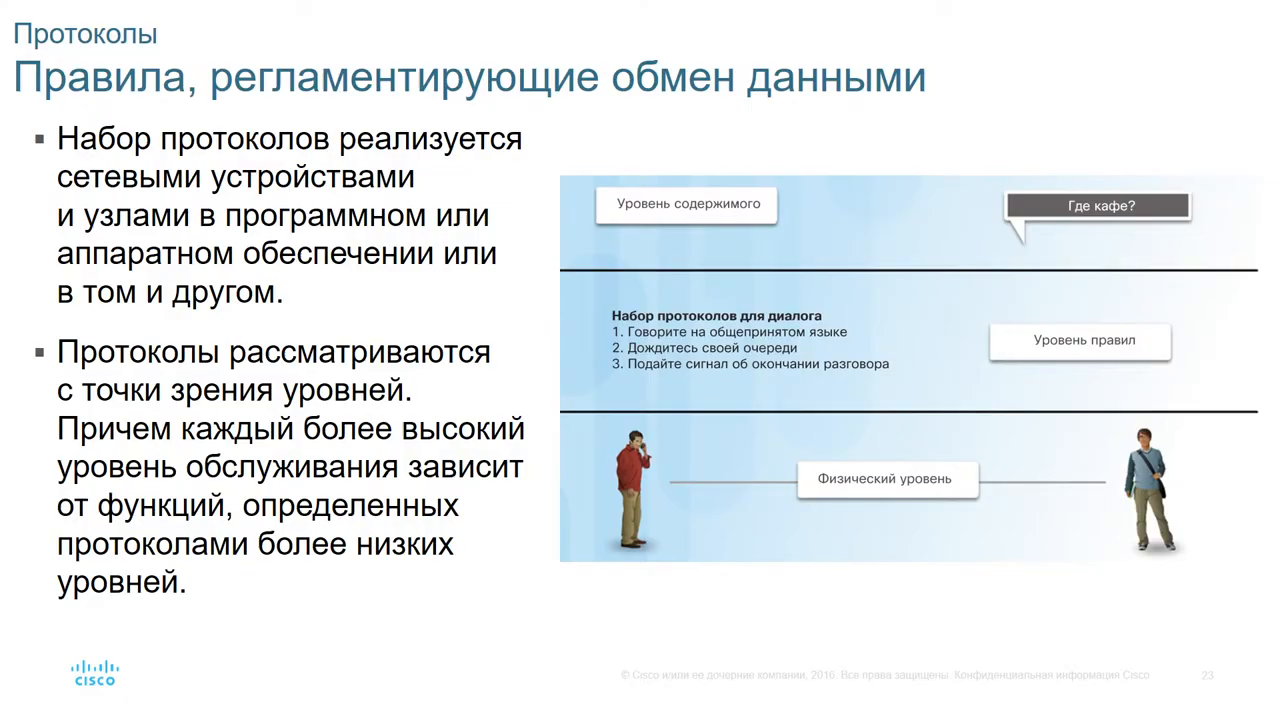 Протоколы
Правила, регламентирующие обмен данными
Набор протоколов реализуется
сетевыми устройствами
и узлами в программном или
аппаратном обеспечении или
в том и другом.
Протоколы рассматриваются
с точки зрения уровней.
Причем каждый более высокий
уровень обслуживания зависит
от функций, определенных
протоколами более низких
уровней.
Уровень содержимого
Где кафе?
Набор протоколов для диалога
1. Говорите на общепринятом языке
2. Дождитесь своей очереди
3. Подайте сигнал об окончании разговора
Уровень правил
Физический уровень
CISCO
© Cisco и/или ее дочерние компании, 2016. Все права защищены. Конфиденциальная информация Cisco
23